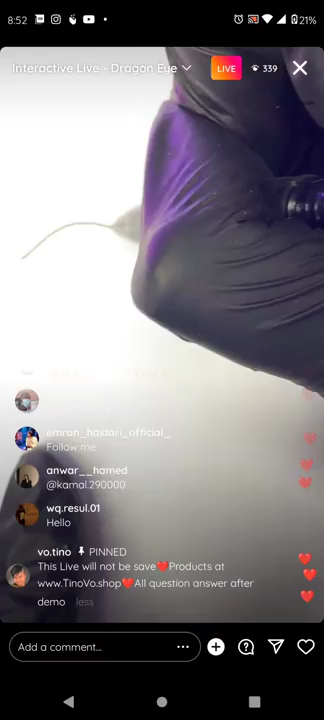 8:52
21%
Interactive Live - Dragon Eye
LIVE
339
emran_haidari_official_
Follow me
anwar__hamed
@kamal.290000
wq.resul.01
Hello
vo.tino PINNED
This Live will not be save❤️Products at
www.TinoVo.shop❤️All question answer after
demo less
Add a comment...